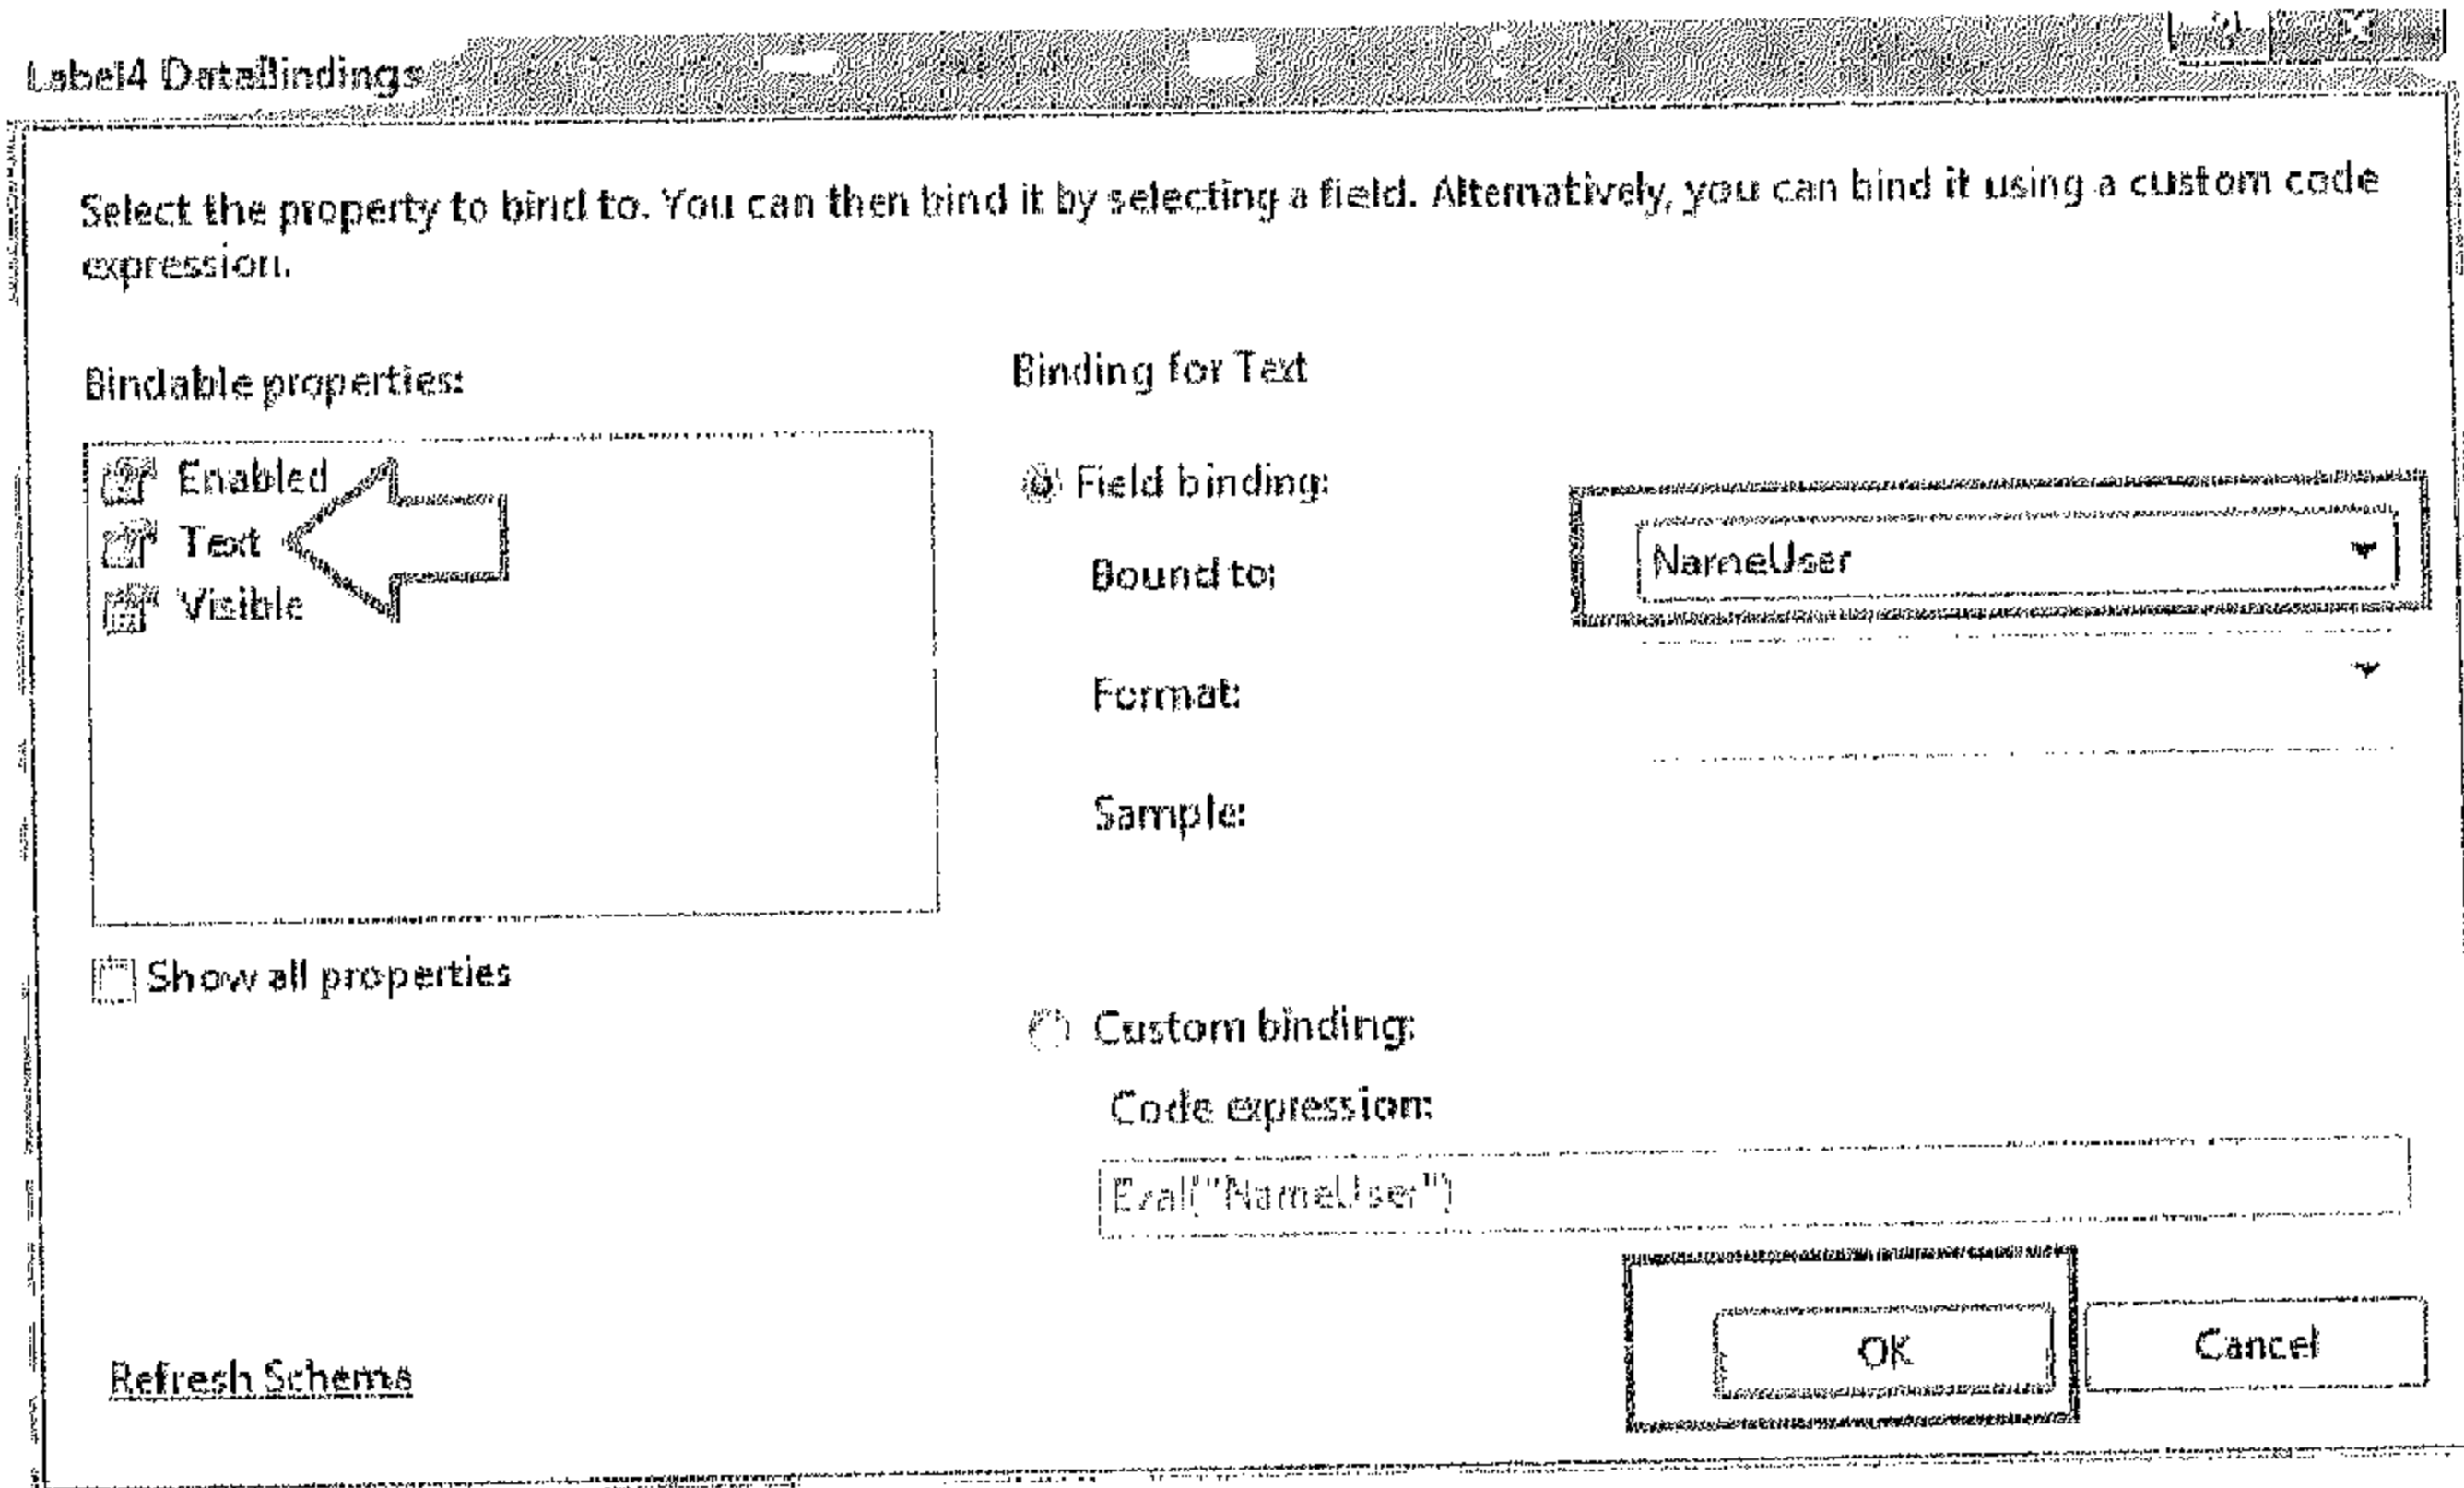 Label4 DataBindings
Select the property to bind to. You can then bind it by selecting a field. Alternatively, you can bind it using a custom code
expression.
Bindable properties:
Enabled
Text
Visible
Show all properties
Refresh Schema
Binding for Text
Field binding:
Bound to:
NameUser
Format:
Sample:
Custom binding:
Code expression:
Eval("NameUser")
OK
Cancel